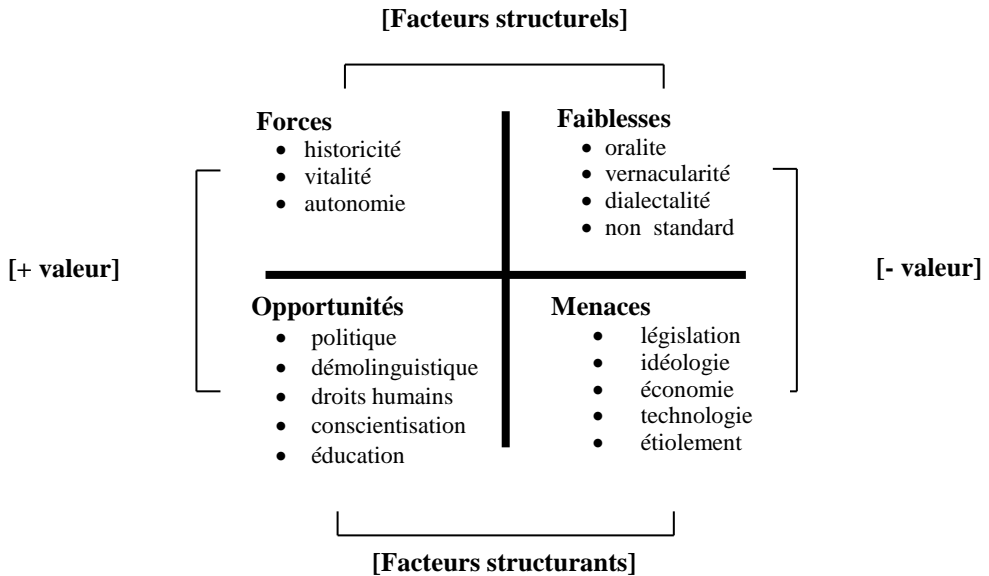 [Facteurs structurels]
Forces
• historicité
• vitalité
• autonomie
Faiblesses
• oralite
• vernacularité
• dialectalité
• non standard
[+ valeur]
[- valeur]
Opportunités
• politique
• démolinguistique
• droits humains
• conscientisation
• éducation
Menaces
• législation
• idéologie
• économie
• technologie
• étiolement
[Facteurs structurants]